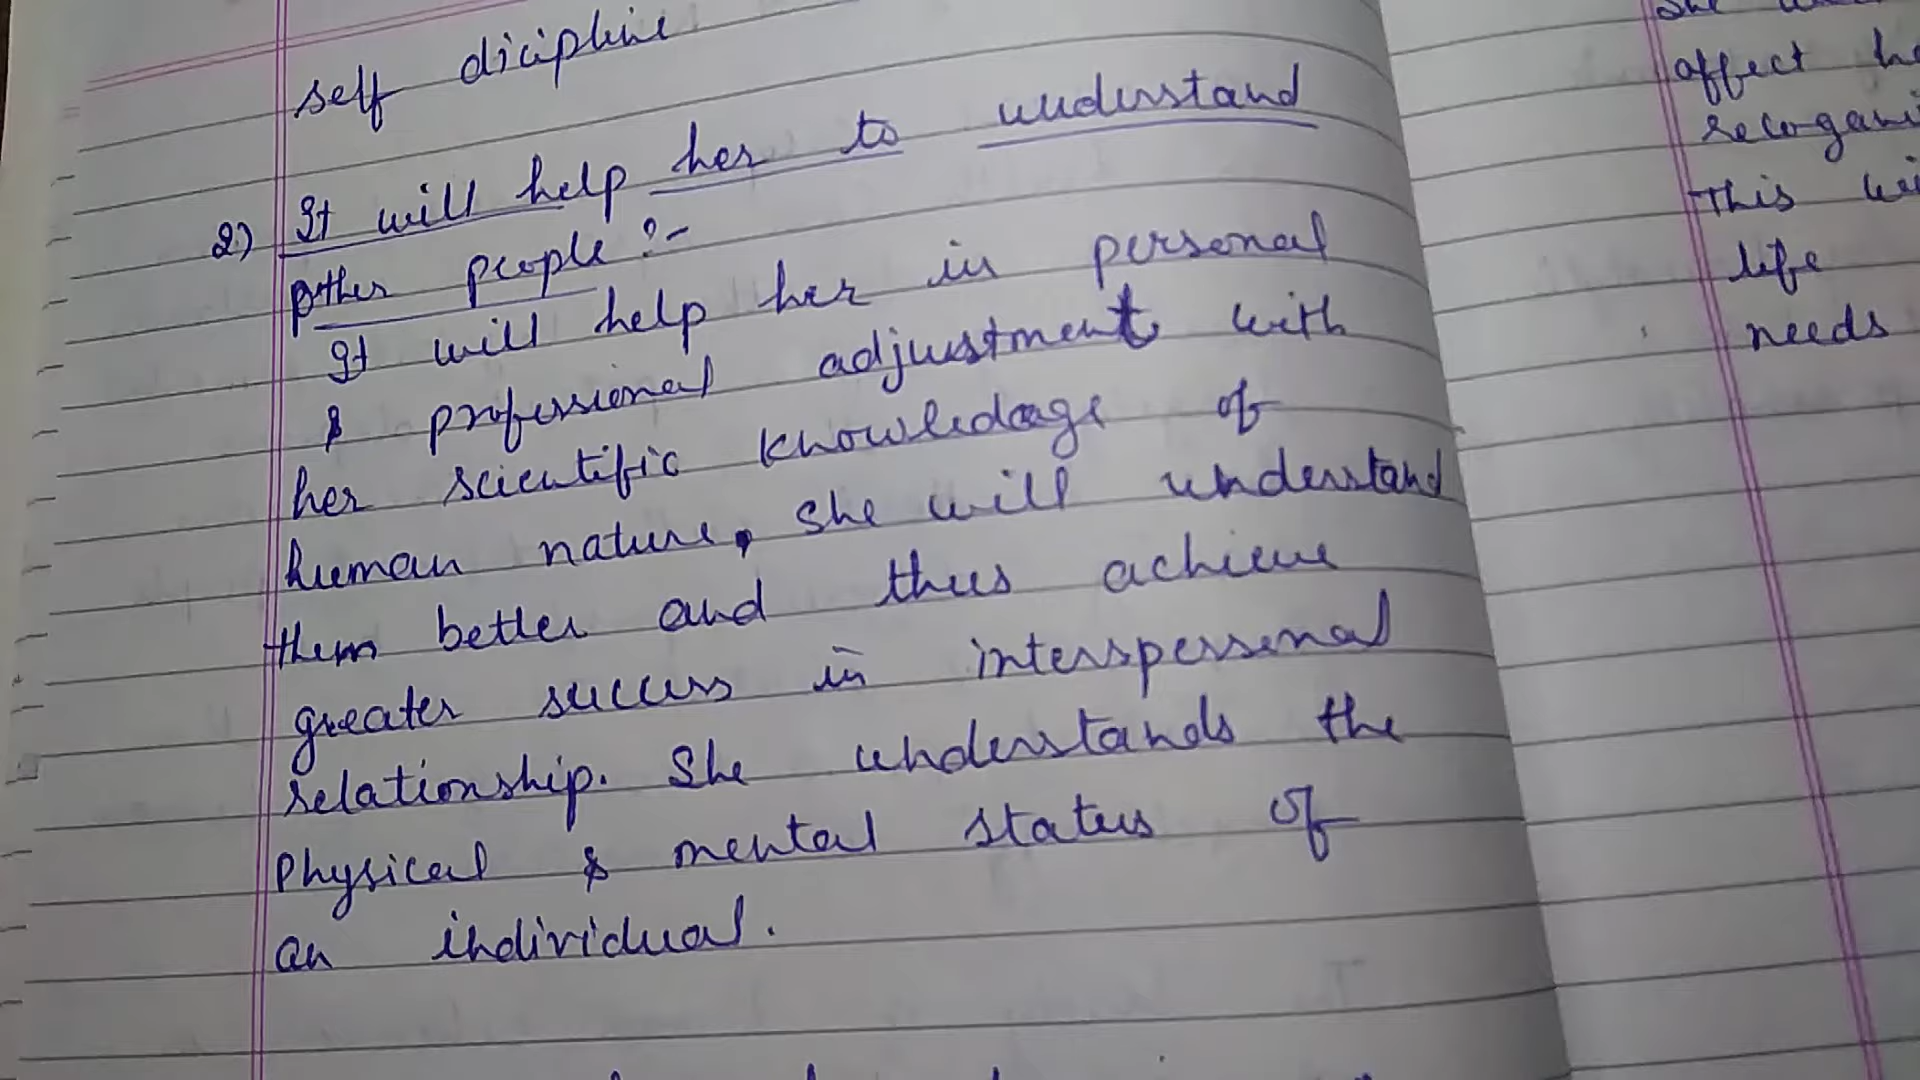 self dicipline
2) It will help her to understand
other people :-
It will help her in personal
& professional adjustment with
her scientific knowledage of
human nature, she will understand
them better and thus achieve
greater success in interspersonal
relationship. She understands the
Physical & mental status of
an individual.
affect
This
life
needs